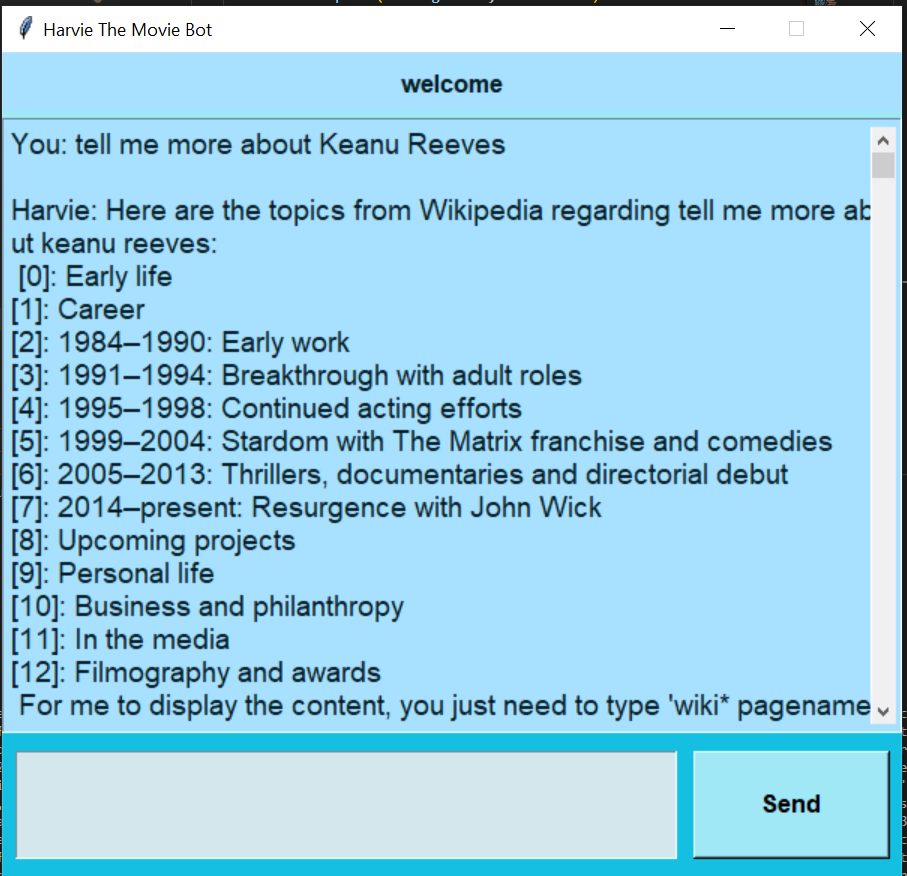 Harvie The Movie Bot
welcome
You: tell me more about Keanu Reeves
Harvie: Here are the topics from Wikipedia regarding tell me more ab
ut keanu reeves:
[0]: Early life
[1]: Career
[2]: 1984–1990: Early work
[3]: 1991–1994: Breakthrough with adult roles
[4]: 1995–1998: Continued acting efforts
[5]: 1999–2004: Stardom with The Matrix franchise and comedies
[6]: 2005–2013: Thrillers, documentaries and directorial debut
[7]: 2014–present: Resurgence with John Wick
[8]: Upcoming projects
[9]: Personal life
[10]: Business and philanthropy
[11]: In the media
[12]: Filmography and awards
For me to display the content, you just need to type 'wiki* pagename
Send